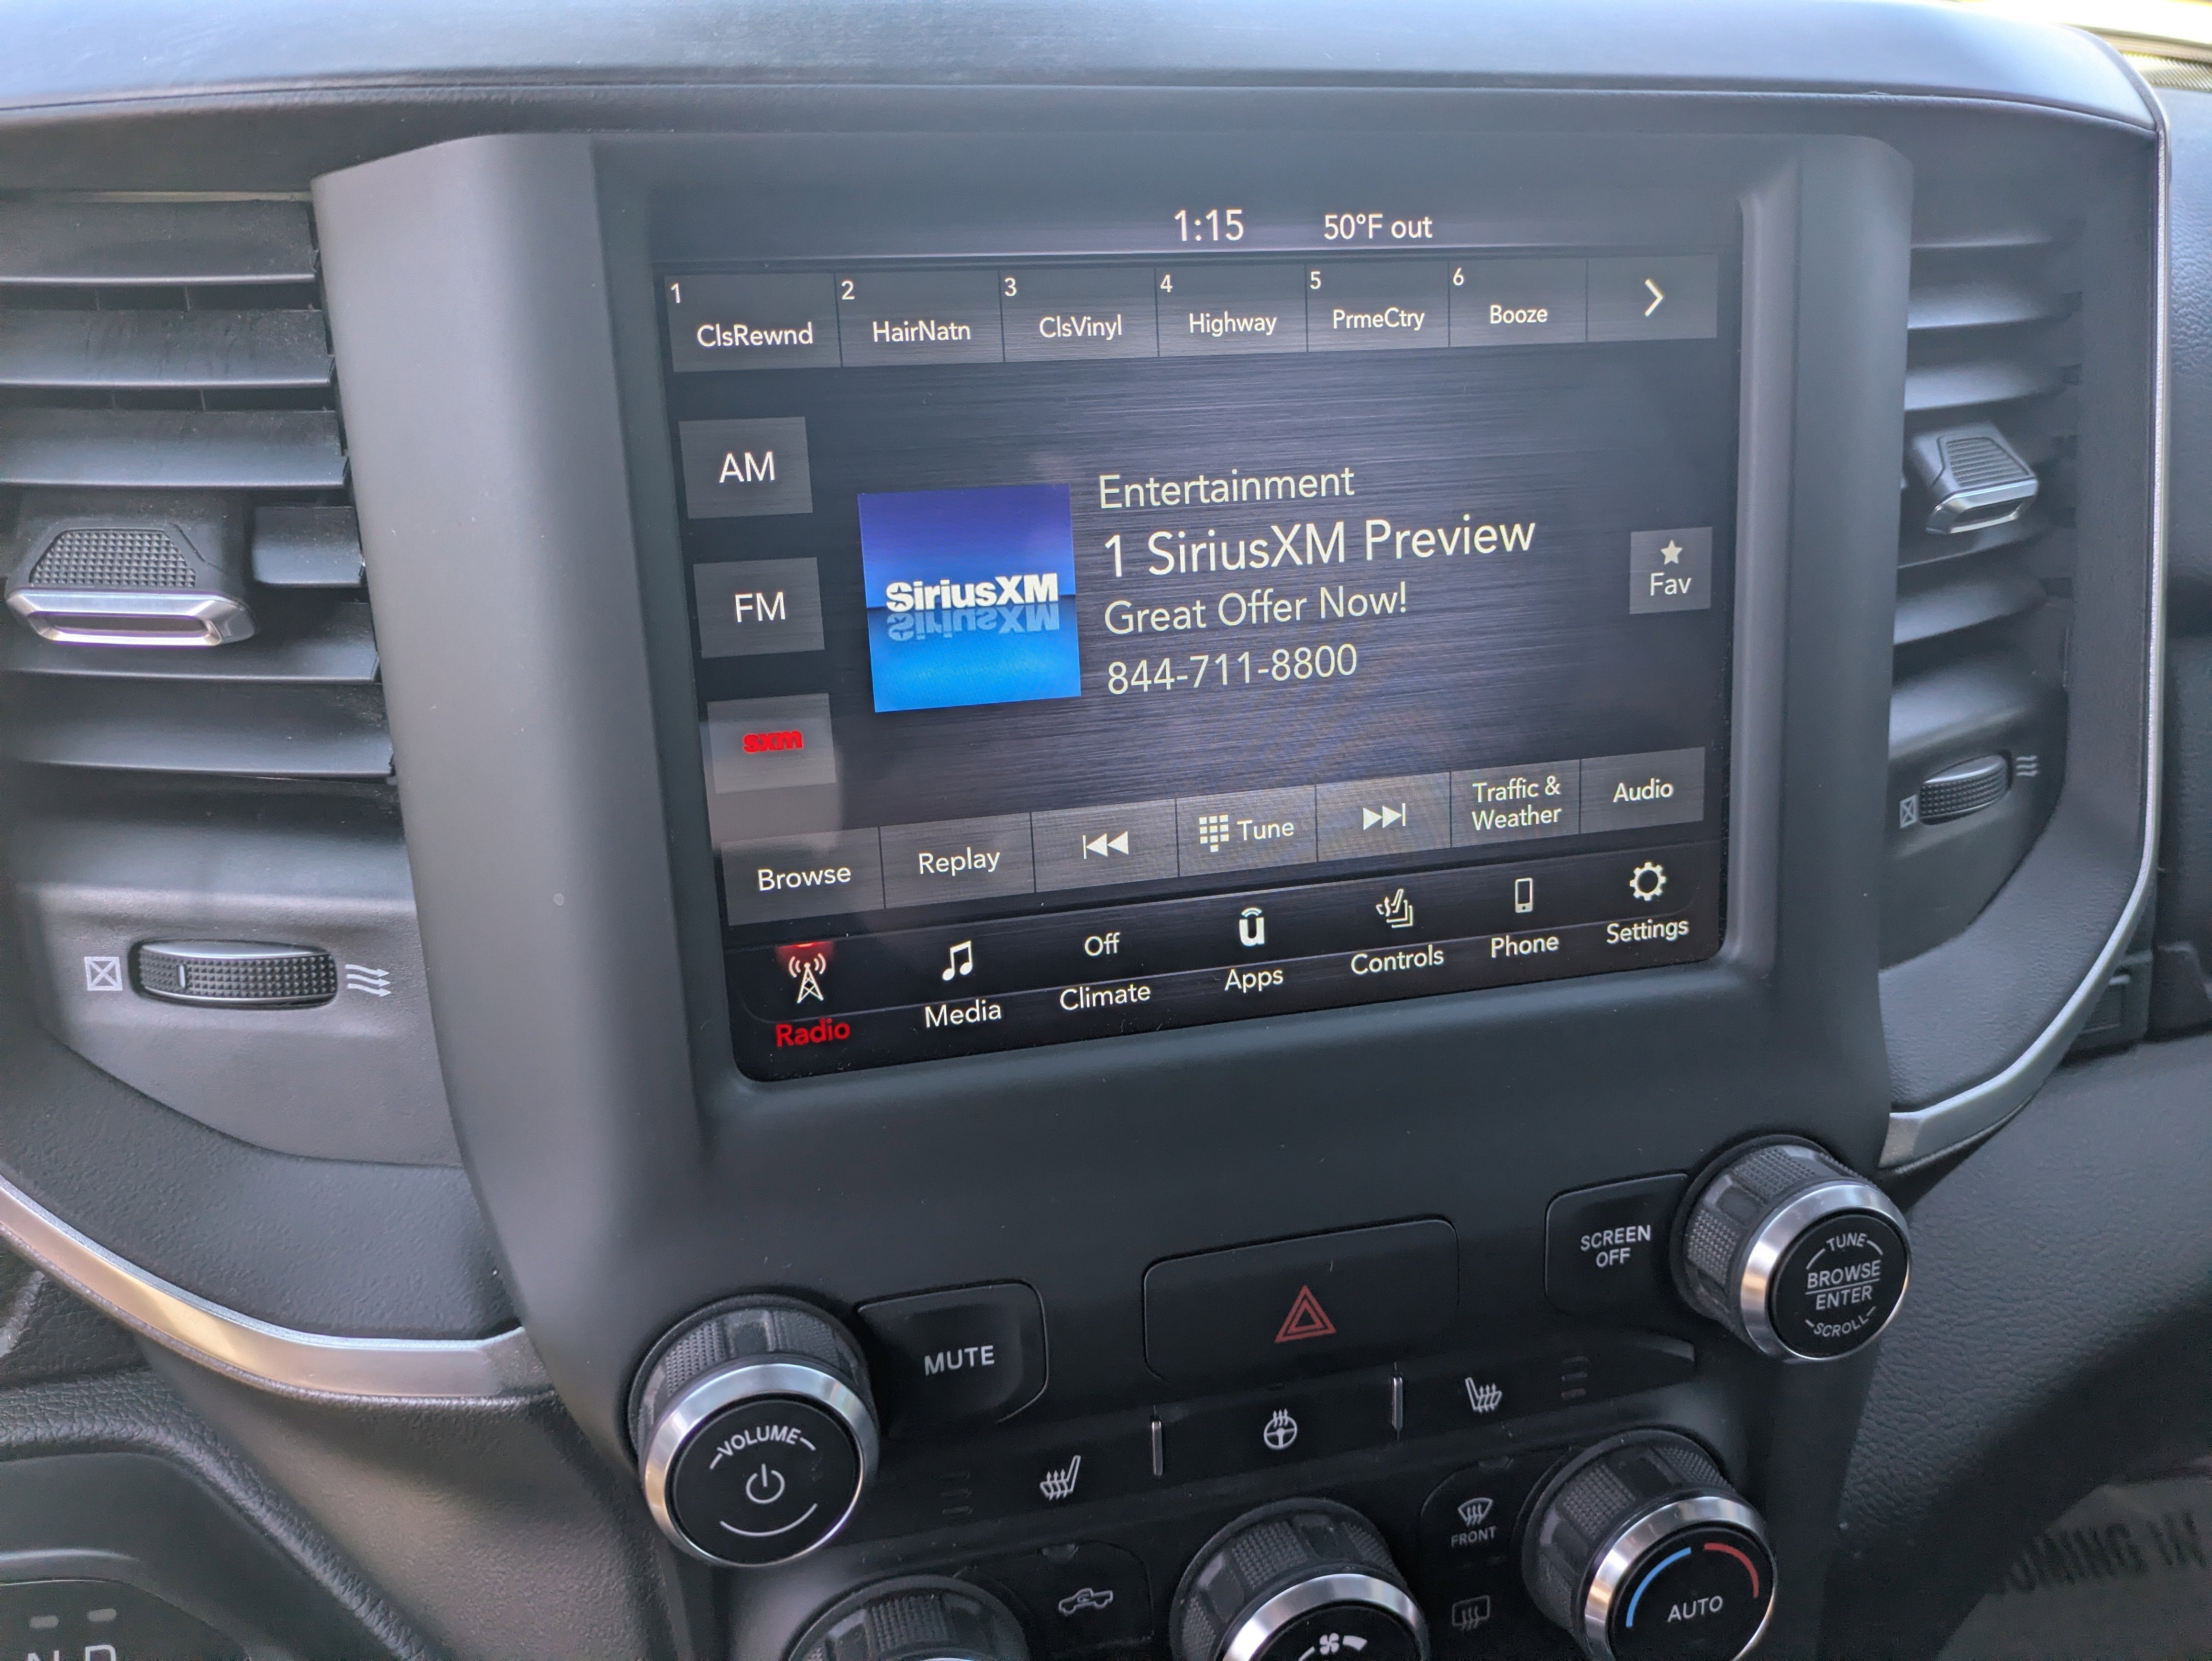 1:15 50°F out
1 2 3 4 5 6
ClsRewnd HairNatn ClsVinyl Highway PrmeCtry Booze
AM
Entertainment
1 SiriusXM Preview
SiriusXM
Great Offer Now!
Fav
FM
844-711-8800
sxm
Browse Replay Tune Traffic &
Weather Audio
Radio Media Off
Climate Apps Controls Phone Settings
SCREEN
OFF
TUNE
BROWSE
ENTER
SCROLL
MUTE
VOLUME
FRONT
AUTO
N D